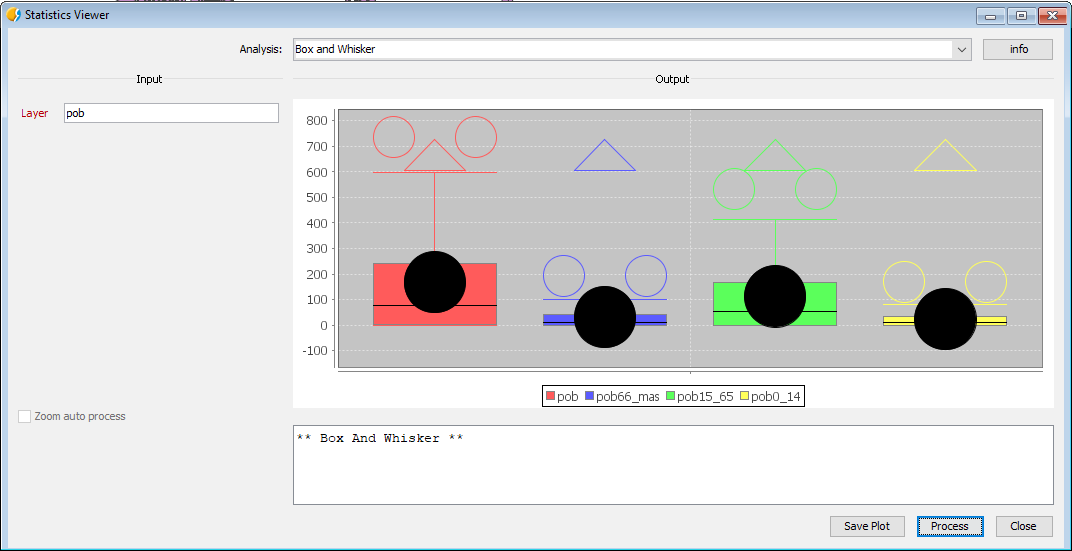 Statistics Viewer
Analysis: Box and Whisker info
Input Output
Layer pob
800
700
600
500
400
300
200
100
0
-100
pob pob66_mas pob15_65 pob0_14
Zoom auto process
** Box And Whisker **
Save Plot Process Close